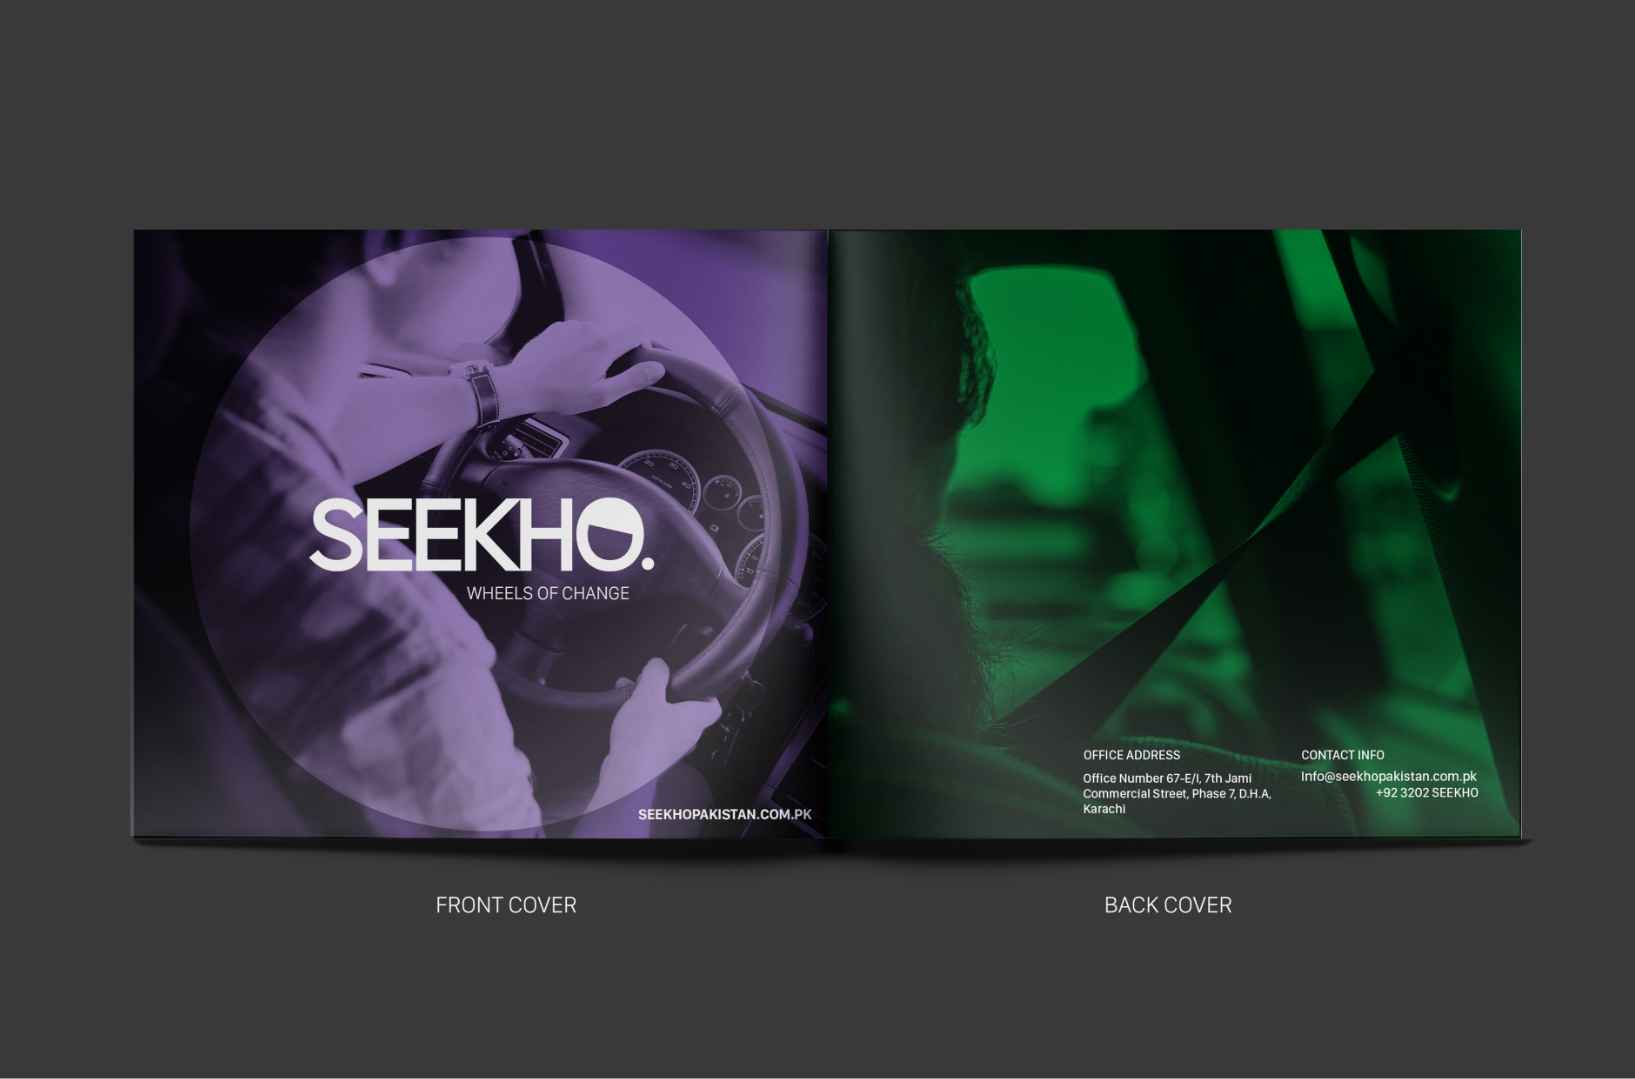 SEEKHO.
WHEELS OF CHANGE
SEEKHOPAKISTAN.COM.PK
OFFICE ADDRESS
Office Number 67-E/I, 7th Jami
Commercial Street, Phase 7, D.H.A,
Karachi
CONTACT INFO
Info@seekhopakistan.com.pk
+92 3202 SEEKHO
FRONT COVER
BACK COVER